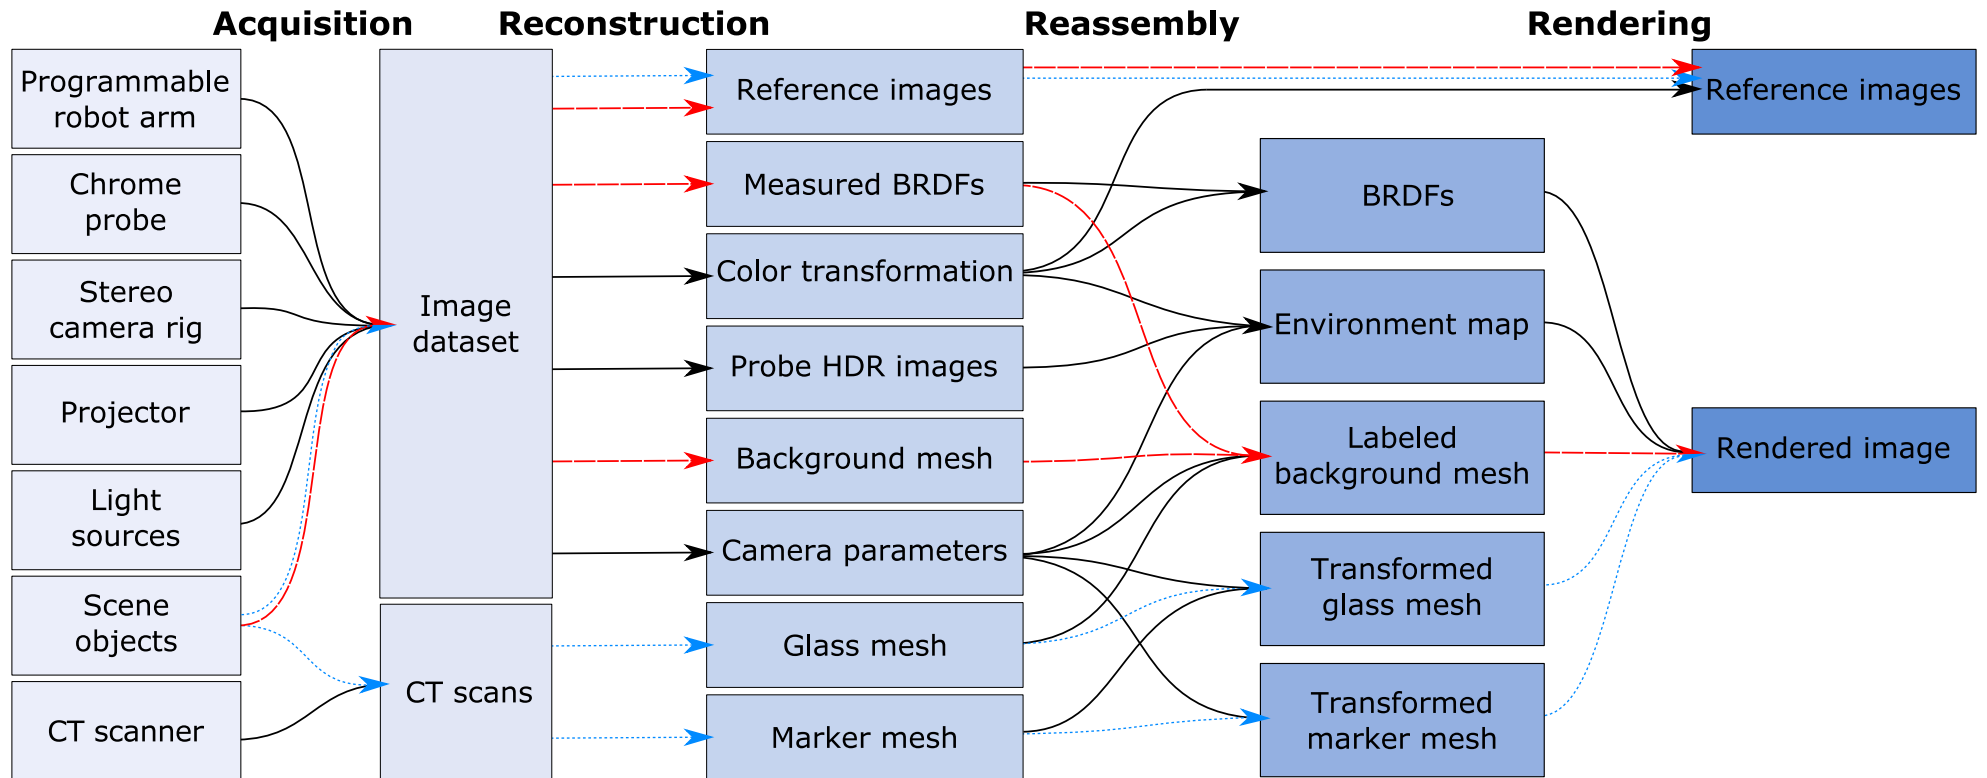 Acquisition
Reconstruction
Reassembly
Rendering
Programmable
robot arm
Chrome
probe
Stereo
camera rig
Projector
Light
sources
Scene
objects
CT scanner
Image
dataset
CT scans
Reference images
Measured BRDFs
Color transformation
Probe HDR images
Background mesh
Camera parameters
Glass mesh
Marker mesh
BRDFs
Environment map
Labeled
background mesh
Transformed
glass mesh
Transformed
marker mesh
Reference images
Rendered image